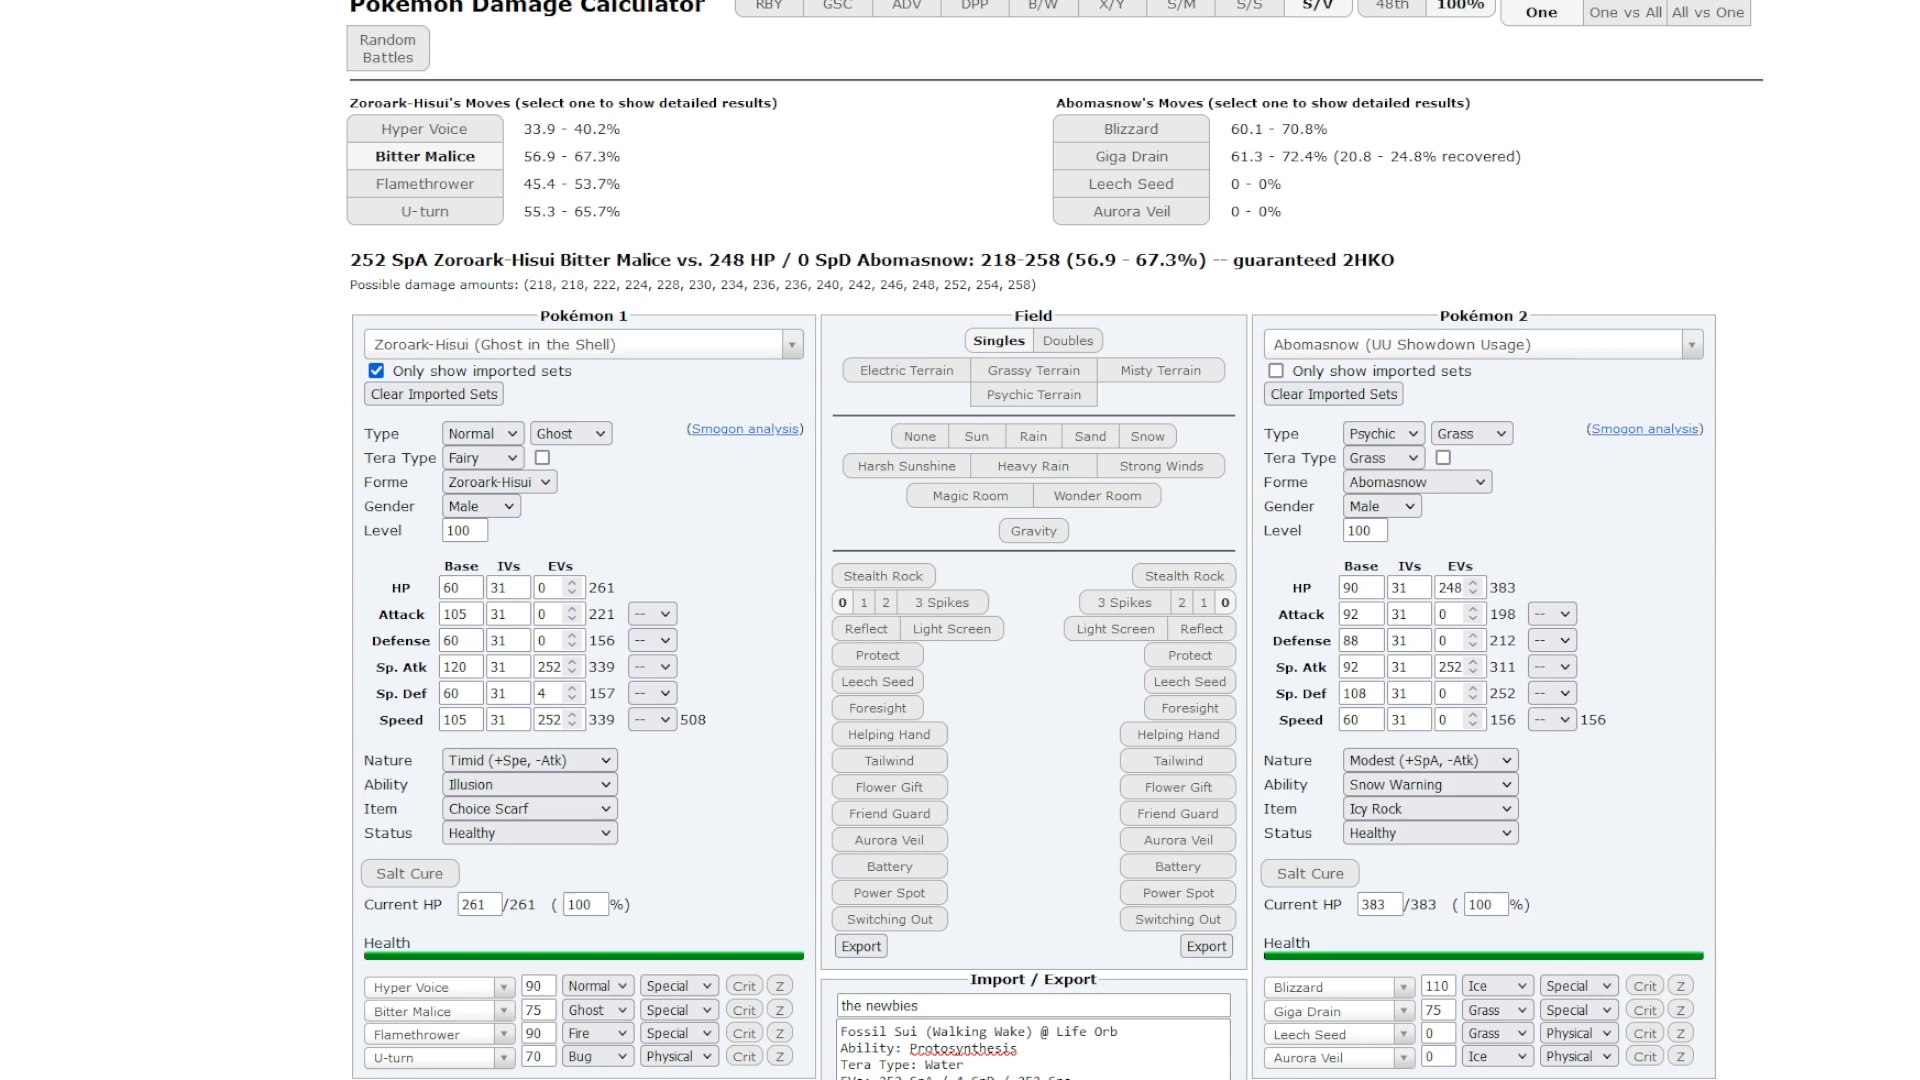 Pokémon Damage Calculator RBY GSC ADV DPP B/W X/Y S/M S/S S/V 48th 100% One One vs All All vs One
Random
Battles
Zoroark-Hisui's Moves (select one to show detailed results)
Hyper Voice 33.9 - 40.2%
Bitter Malice 56.9 - 67.3%
Flamethrower 45.4 - 53.7%
U-turn 55.3 - 65.7%
Abomasnow's Moves (select one to show detailed results)
Blizzard 60.1 - 70.8%
Giga Drain 61.3 - 72.4% (20.8 - 24.8% recovered)
Leech Seed 0 - 0%
Aurora Veil 0 - 0%
252 SpA Zoroark-Hisui Bitter Malice vs. 248 HP / 0 SpD Abomasnow: 218-258 (56.9 - 67.3%) -- guaranteed 2HKO
Possible damage amounts: (218, 218, 222, 224, 228, 230, 234, 236, 236, 240, 242, 246, 248, 252, 254, 258)
Pokémon 1
Zoroark-Hisui (Ghost in the Shell)
Only show imported sets
Clear Imported Sets
Type Normal Ghost (Smogon analysis)
Tera Type Fairy
Forme Zoroark-Hisui
Gender Male
Level 100
Base IVs EVs
HP 60 31 0 261
Attack 105 31 0 221 --
Defense 60 31 0 156 --
Sp. Atk 120 31 252 339 --
Sp. Def 60 31 4 157 --
Speed 105 31 252 339 -- 508
Nature Timid (+Spe, -Atk)
Ability Illusion
Item Choice Scarf
Status Healthy
Salt Cure
Current HP 261 /261 ( 100 %)
Health
Hyper Voice 90 Normal Special Crit Z
Bitter Malice 75 Ghost Special Crit Z
Flamethrower 90 Fire Special Crit Z
U-turn 70 Bug Physical Crit Z
Field
Singles Doubles
Electric Terrain Grassy Terrain Misty Terrain
Psychic Terrain
None Sun Rain Sand Snow
Harsh Sunshine Heavy Rain Strong Winds
Magic Room Wonder Room
Gravity
Stealth Rock Stealth Rock
0 1 2 3 Spikes 3 Spikes 2 1 0
Reflect Light Screen Light Screen Reflect
Protect Protect
Leech Seed Leech Seed
Foresight Foresight
Helping Hand Helping Hand
Tailwind Tailwind
Flower Gift Flower Gift
Friend Guard Friend Guard
Aurora Veil Aurora Veil
Battery Battery
Power Spot Power Spot
Switching Out Switching Out
Export Export
Import / Export
the newbies
Fossil Sui (Walking Wake) @ Life Orb
Ability: Protosynthesis
Tera Type: Water
EVs: 252 SpA / 4 SpD / 252 Spe
Pokémon 2
Abomasnow (UU Showdown Usage)
Only show imported sets
Clear Imported Sets
Type Psychic Grass (Smogon analysis)
Tera Type Grass
Forme Abomasnow
Gender Male
Level 100
Base IVs EVs
HP 90 31 248 383
Attack 92 31 0 198 --
Defense 88 31 0 212 --
Sp. Atk 92 31 252 311 --
Sp. Def 108 31 0 252 --
Speed 60 31 0 156 -- 156
Nature Modest (+SpA, -Atk)
Ability Snow Warning
Item Icy Rock
Status Healthy
Salt Cure
Current HP 383 /383 ( 100 %)
Health
Blizzard 110 Ice Special Crit Z
Giga Drain 75 Grass Special Crit Z
Leech Seed 0 Grass Physical Crit Z
Aurora Veil 0 Ice Physical Crit Z